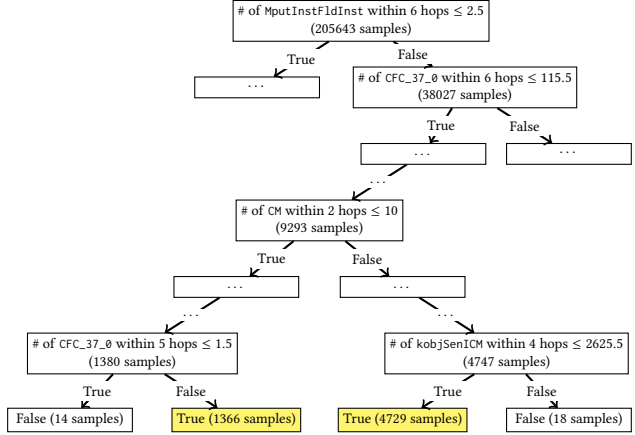 # of MputInstFldInst within 6 hops ≤ 2.5
(205643 samples)
True
False
...
# of CFC_37_0 within 6 hops ≤ 115.5
(38027 samples)
True
False
...
...
...
# of CM within 2 hops ≤ 10
(9293 samples)
True
False
...
...
...
...
# of CFC_37_0 within 5 hops ≤ 1.5
(1380 samples)
# of kobjSenICM within 4 hops ≤ 2625.5
(4747 samples)
True
False
True
False
False (14 samples)
True (1366 samples)
True (4729 samples)
False (18 samples)